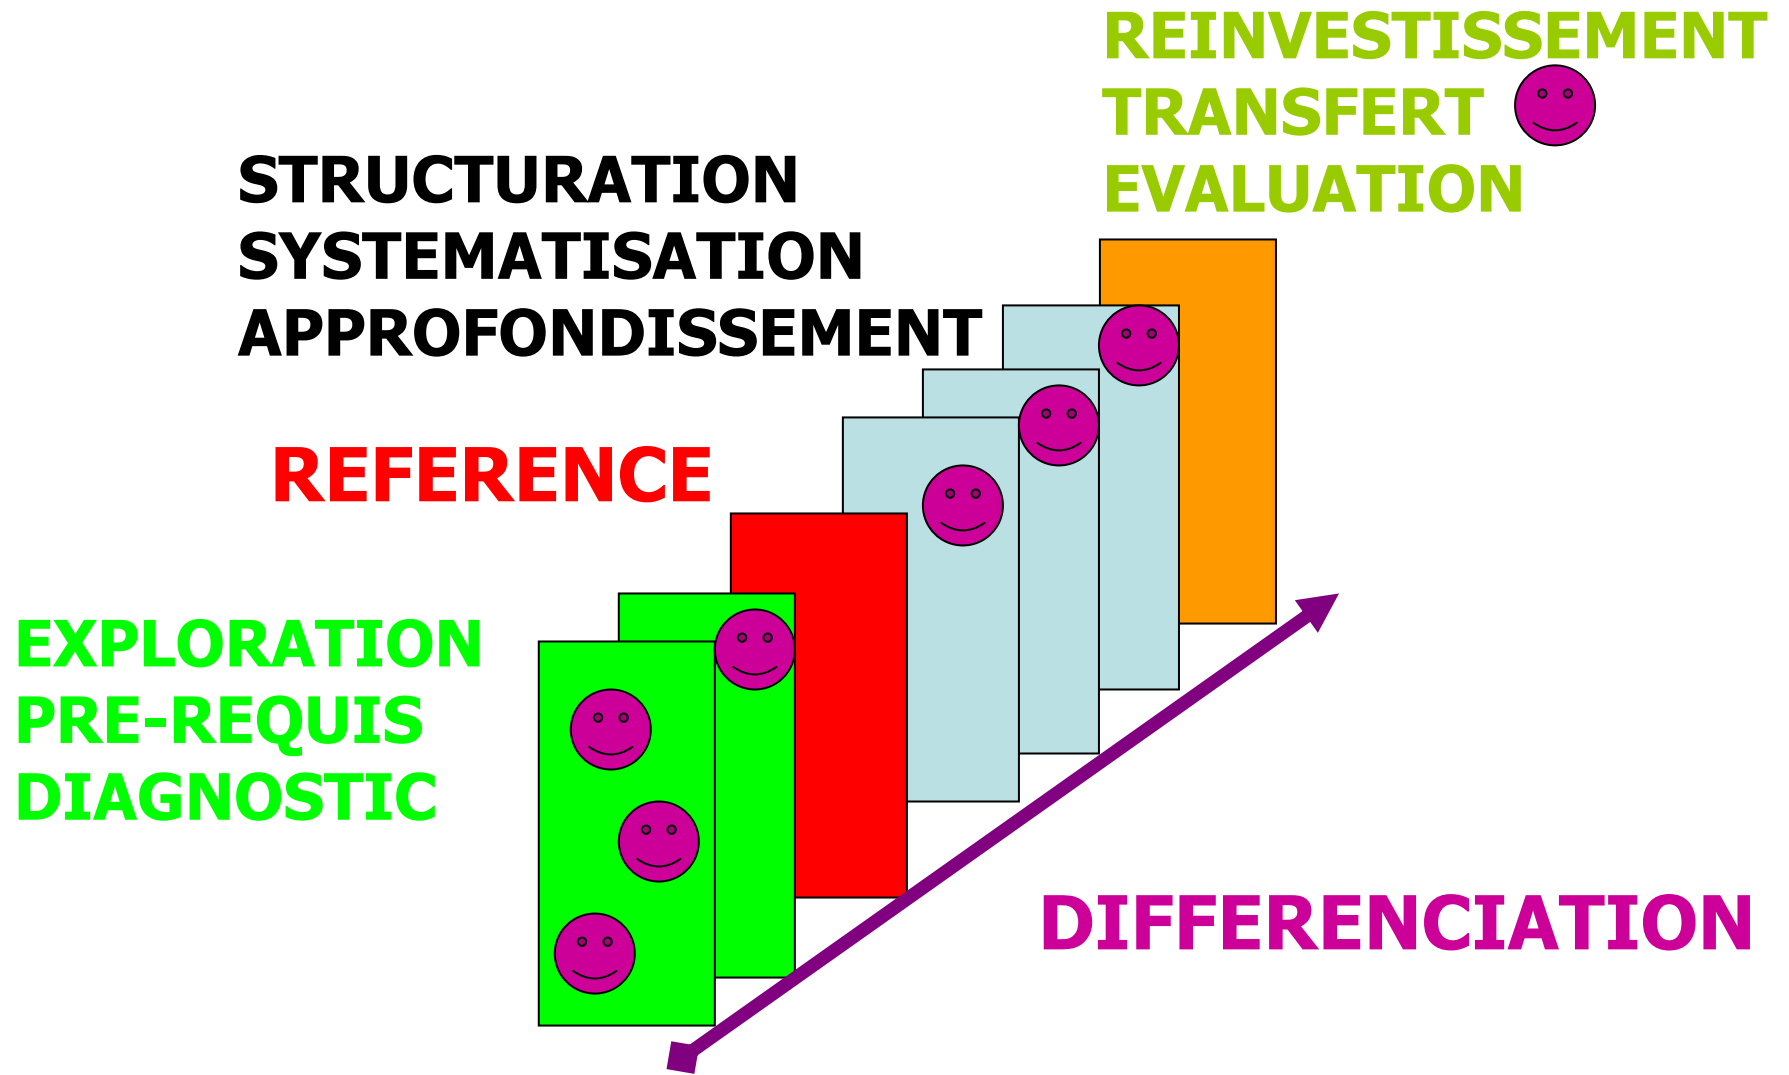 REINVESTISSEMENT
TRANSFERT
EVALUATION
STRUCTURATION
SYSTEMATISATION
APPROFONDISSEMENT
REFERENCE
EXPLORATION
PRE-REQUIS
DIAGNOSTIC
DIFFERENCIATION